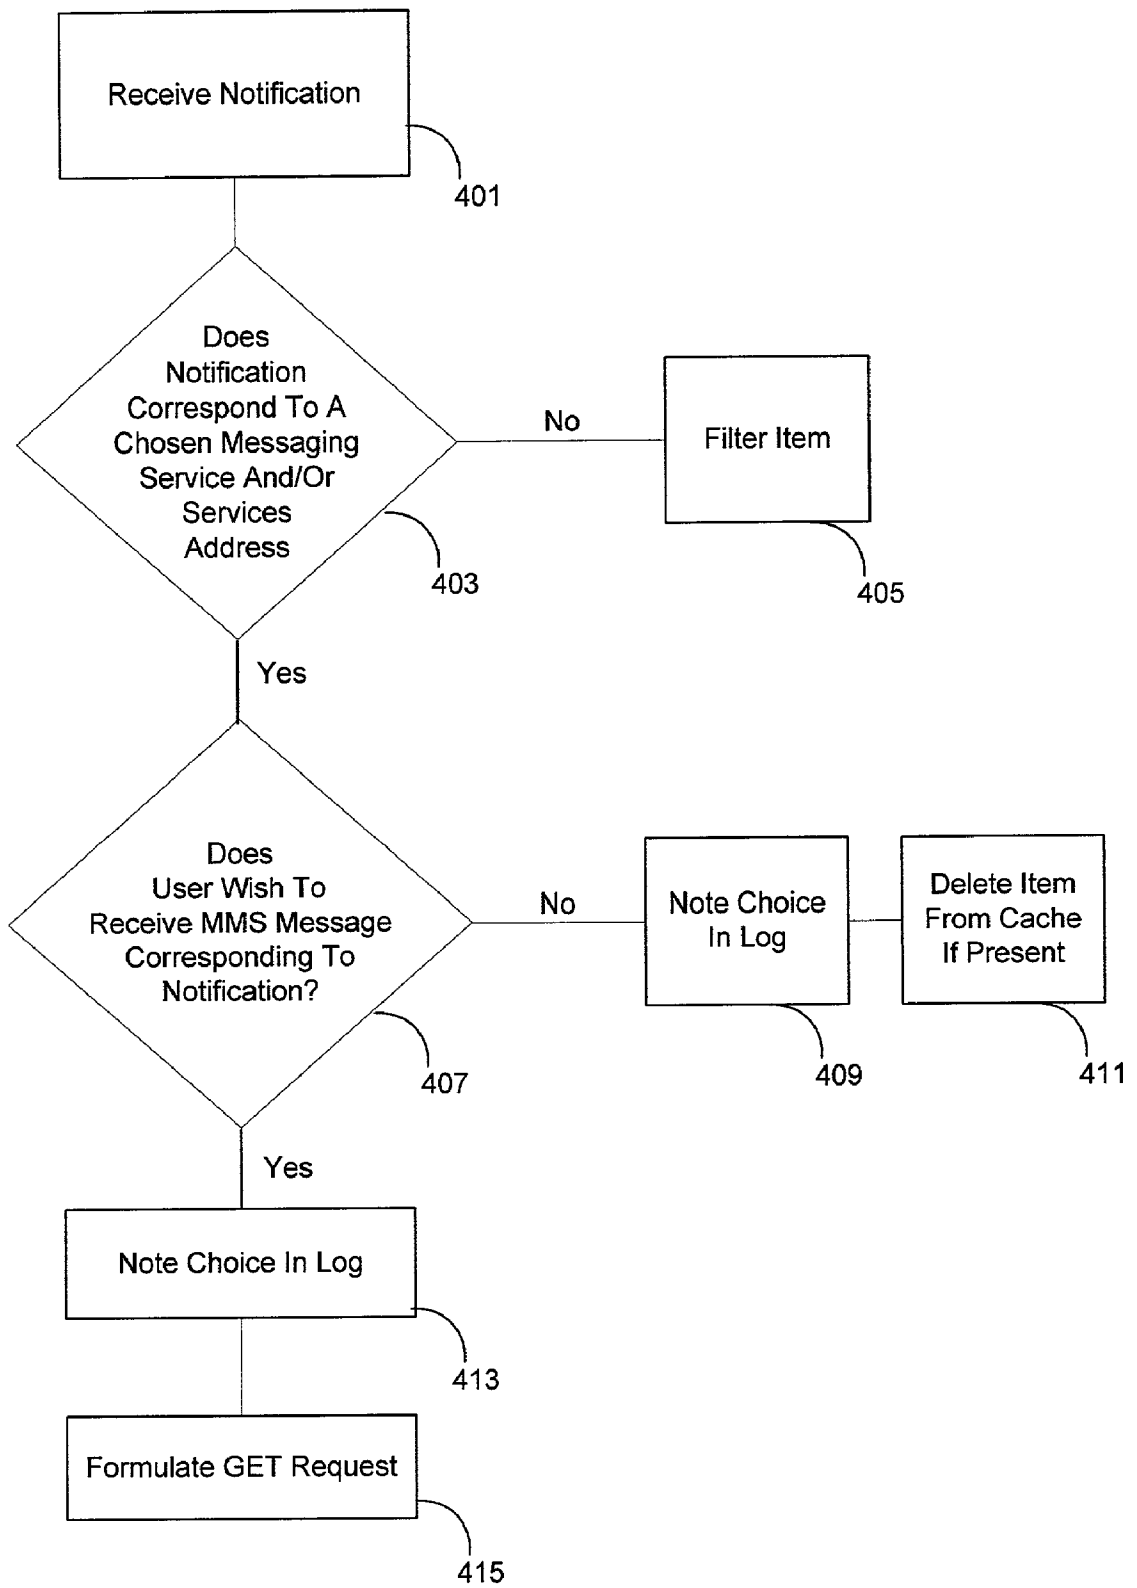 Receive Notification
401
Does
Notification
Correspond To A
Chosen Messaging
Service And/Or
Services
Address
403
No
Filter Item
405
Yes
Does
User Wish To
Receive MMS Message
Corresponding To
Notification?
407
No
Note Choice
In Log
409
Delete Item
From Cache
If Present
411
Yes
Note Choice In Log
413
Formulate GET Request
415